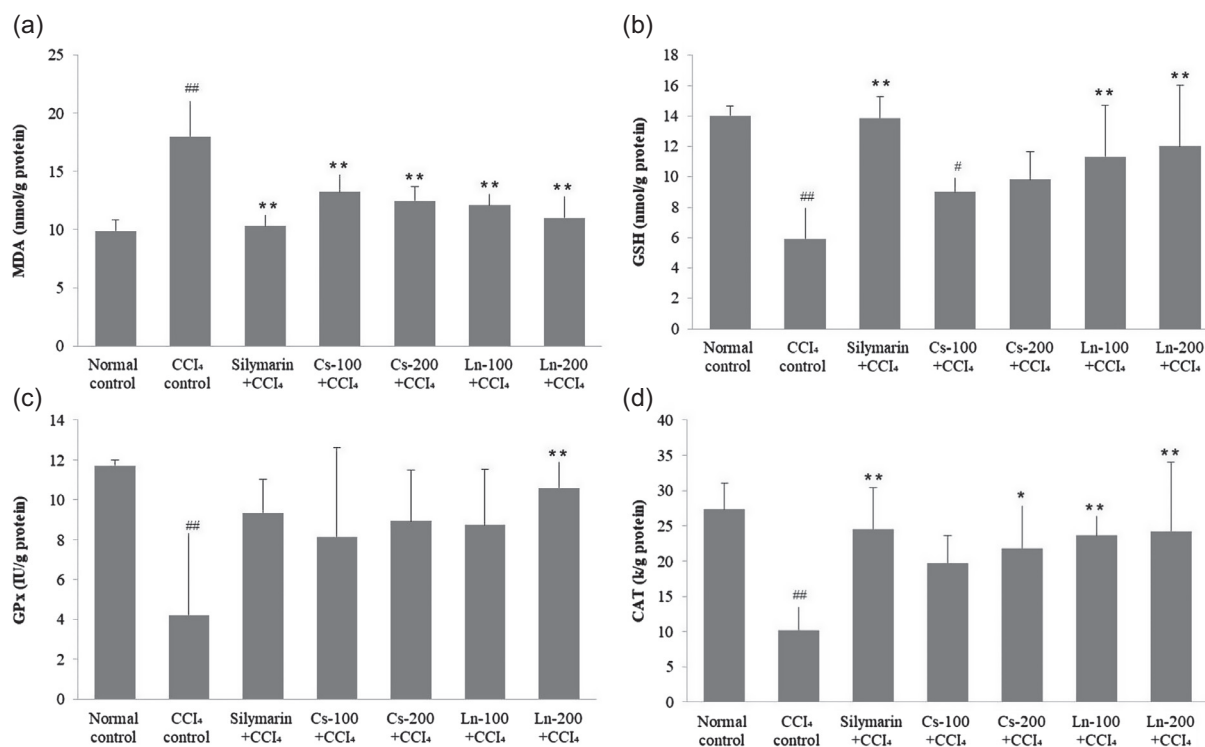 (a)
MDA (nmol/g protein)
25
20
15
10
5
0
##
**
**
**
**
**
Normal control
CCl₄ control
Silymarin +CCl₄
Cs-100 +CCl₄
Cs-200 +CCl₄
Ln-100 +CCl₄
Ln-200 +CCl₄
(b)
GSH (nmol/g protein)
18
16
14
12
10
8
6
4
2
0
##
**
#
**
**
Normal control
CCl₄ control
Silymarin +CCl₄
Cs-100 +CCl₄
Cs-200 +CCl₄
Ln-100 +CCl₄
Ln-200 +CCl₄
(c)
GPx (IU/g protein)
14
12
10
8
6
4
2
0
##
**
Normal control
CCl₄ control
Silymarin +CCl₄
Cs-100 +CCl₄
Cs-200 +CCl₄
Ln-100 +CCl₄
Ln-200 +CCl₄
(d)
CAT (k/g protein)
40
35
30
25
20
15
10
5
0
##
**
*
**
**
Normal control
CCl₄ control
Silymarin +CCl₄
Cs-100 +CCl₄
Cs-200 +CCl₄
Ln-100 +CCl₄
Ln-200 +CCl₄